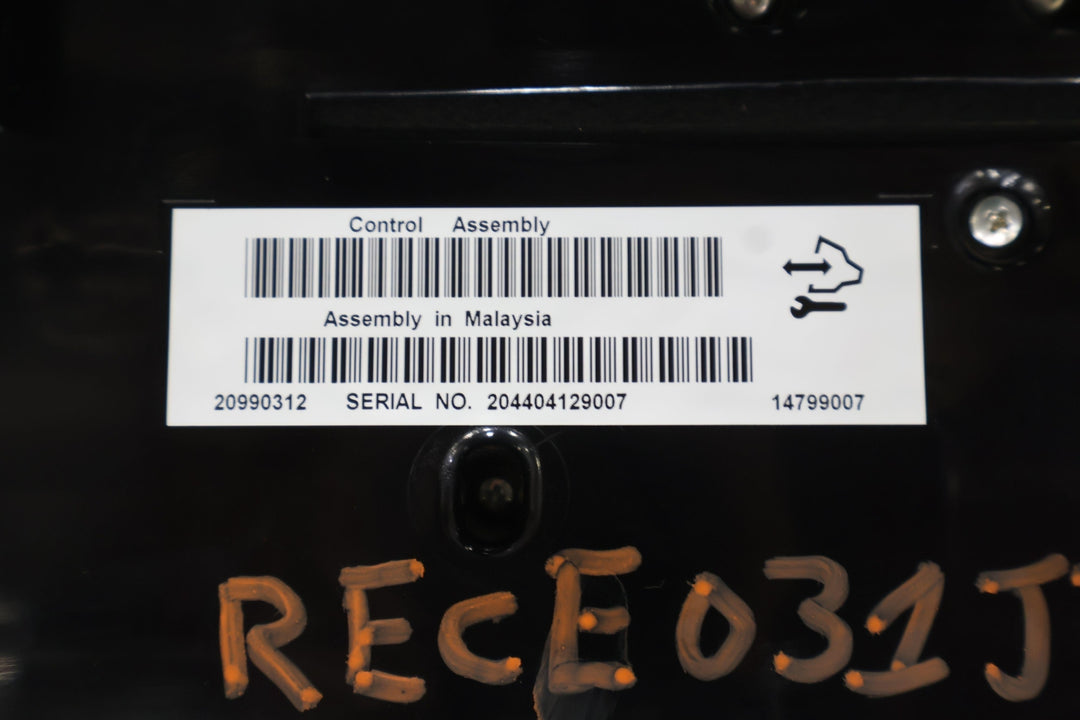 Control Assembly
Assembly in Malaysia
20990312 SERIAL NO. 204404129007 14799007
RECE031J